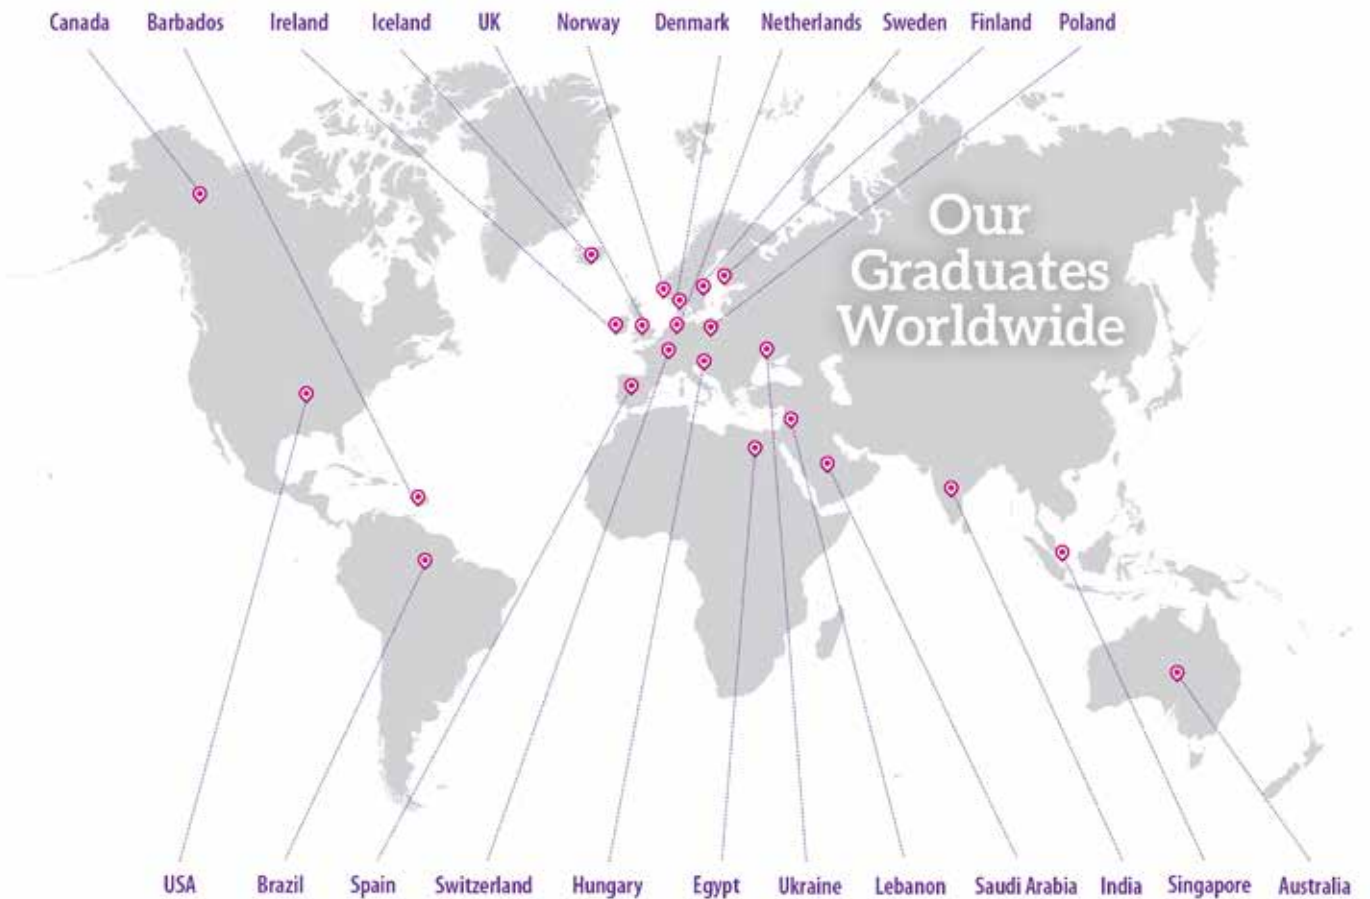 Canada Barbados Ireland Iceland UK Norway Denmark Netherlands Sweden Finland Poland
Our
Graduates
Worldwide
USA Brazil Spain Switzerland Hungary Egypt Ukraine Lebanon Saudi Arabia India Singapore Australia